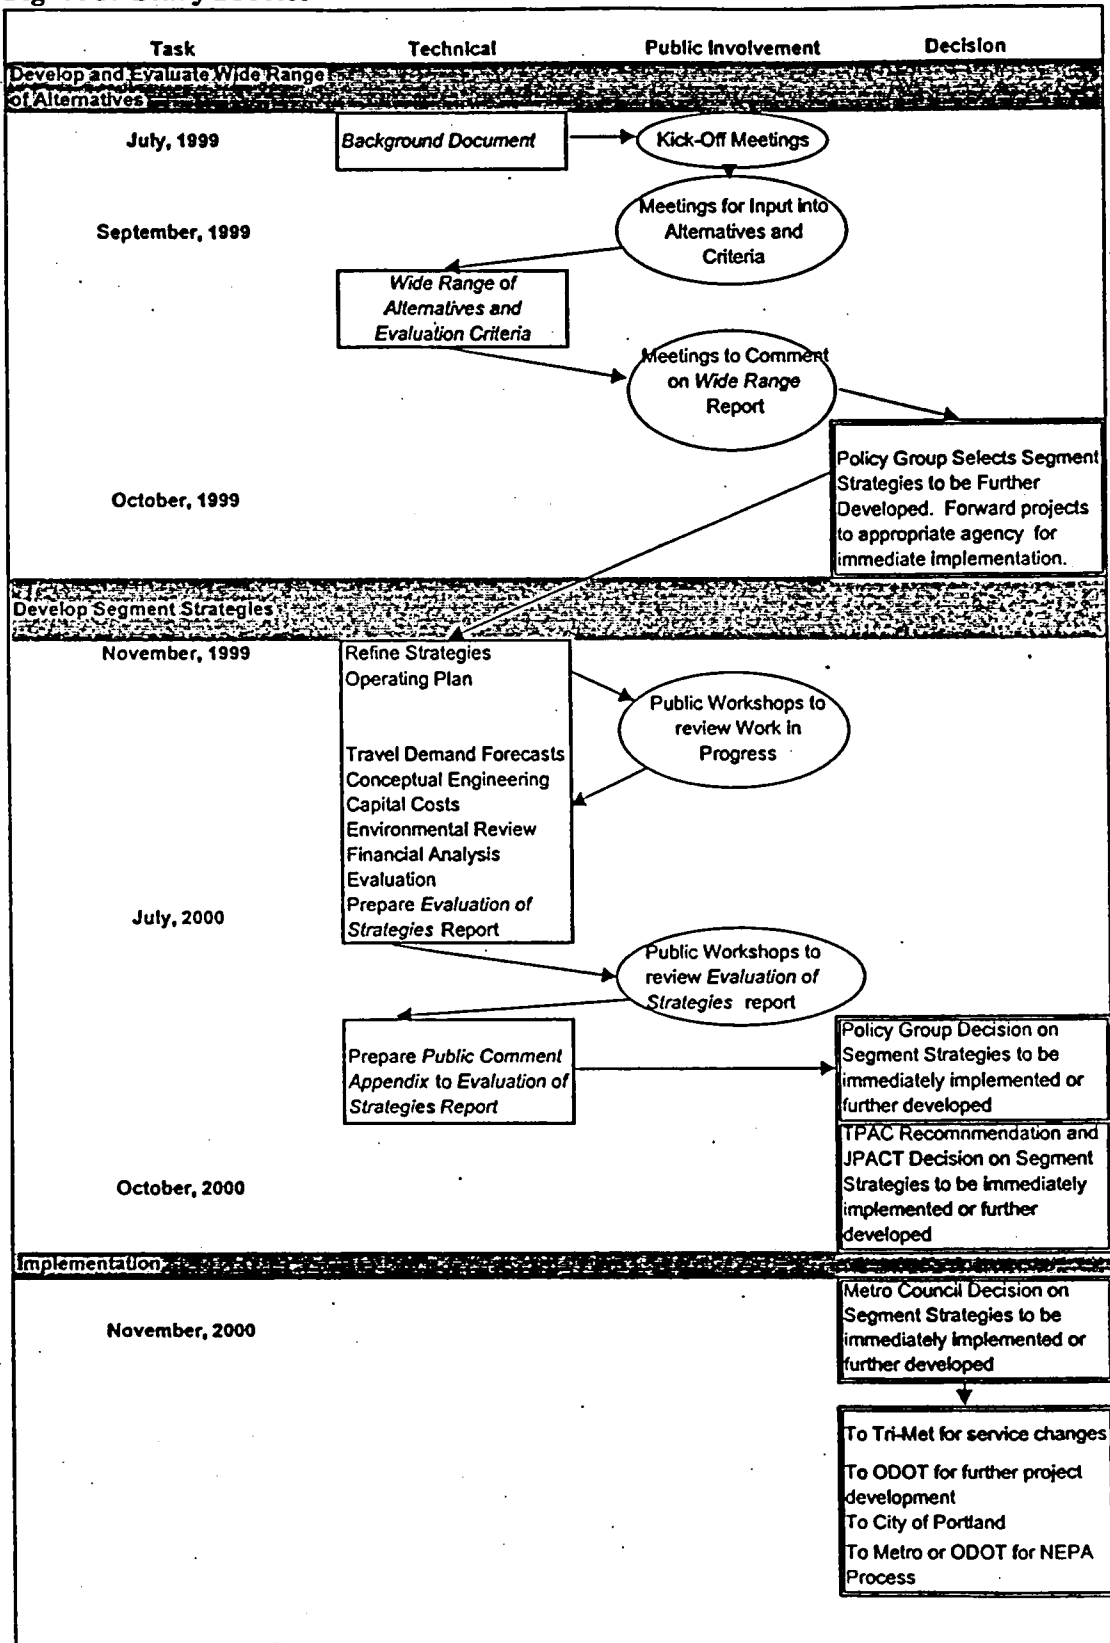 Task Technical Public Involvement Decision
Develop and Evaluate Wide Range
of Alternatives
July, 1999
Background Document
Kick-Off Meetings
September, 1999
Meetings for Input into
Alternatives and
Criteria
Wide Range of
Alternatives and
Evaluation Criteria
Meetings to Comment
on Wide Range
Report
October, 1999
Policy Group Selects Segment
Strategies to be Further
Developed. Forward projects
to appropriate agency for
immediate implementation.
Develop Segment Strategies
November, 1999
Refine Strategies
Operating Plan
Public Workshops to
review Work in
Progress
Travel Demand Forecasts
Conceptual Engineering
Capital Costs
Environmental Review
Financial Analysis
Evaluation
Prepare Evaluation of
Strategies Report
July, 2000
Public Workshops to
review Evaluation of
Strategies report
Prepare Public Comment
Appendix to Evaluation of
Strategies Report
Policy Group Decision on
Segment Strategies to be
immediately implemented or
further developed
TPAC Recomnmendation and
JPACT Decision on Segment
Strategies to be immediately
implemented or further
developed
October, 2000
Implementation
November, 2000
Metro Council Decision on
Segment Strategies to be
immediately implemented or
further developed
To Tri-Met for service changes
To ODOT for further project
development
To City of Portland
To Metro or ODOT for NEPA
Process